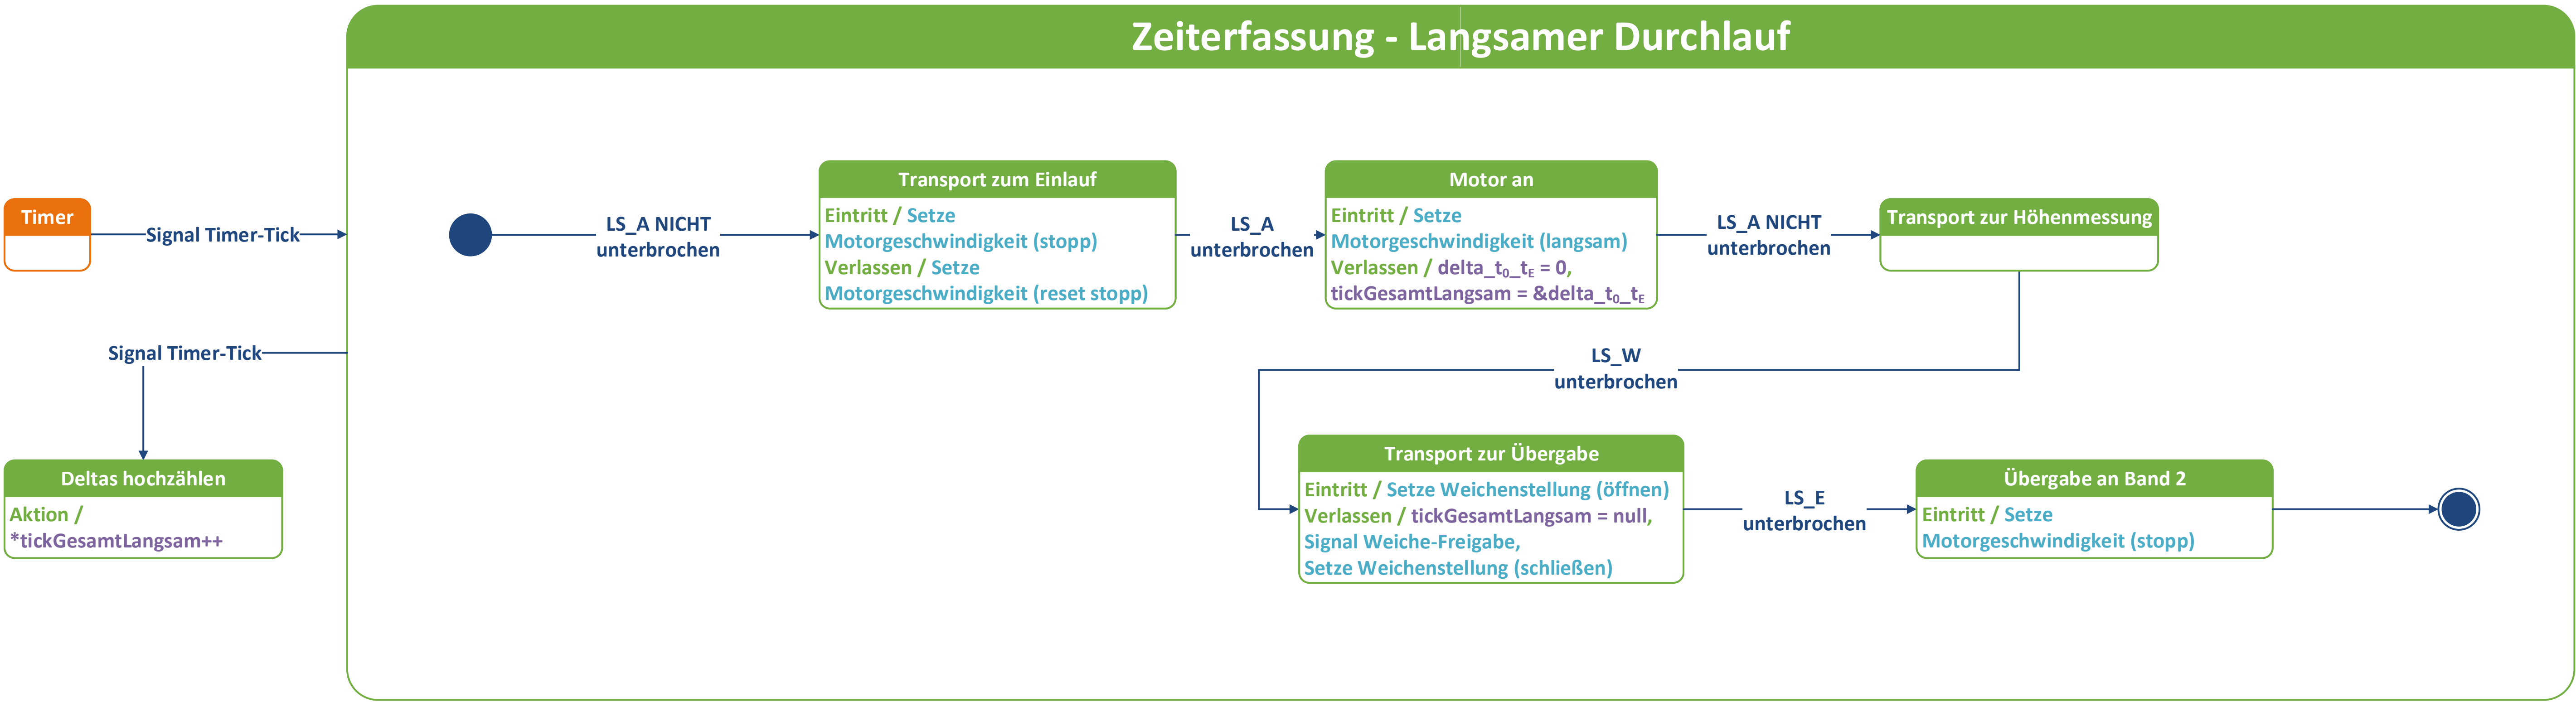 Zeiterfassung - Langsamer Durchlauf
Timer
Signal Timer-Tick
LS_A NICHT
unterbrochen
Transport zum Einlauf
Eintritt / Setze
Motorgeschwindigkeit (stopp)
Verlassen / Setze
Motorgeschwindigkeit (reset stopp)
LS_A
unterbrochen
Motor an
Eintritt / Setze
Motorgeschwindigkeit (langsam)
Verlassen / delta_t₀_tE = 0,
tickGesamtLangsam = &delta_t₀_tE
LS_A NICHT
unterbrochen
Transport zur Höhenmessung
Signal Timer-Tick
LS_W
unterbrochen
Deltas hochzählen
Aktion /
*tickGesamtLangsam++
Transport zur Übergabe
Eintritt / Setze Weichenstellung (öffnen)
Verlassen / tickGesamtLangsam = null,
Signal Weiche-Freigabe,
Setze Weichenstellung (schließen)
LS_E
unterbrochen
Übergabe an Band 2
Eintritt / Setze
Motorgeschwindigkeit (stopp)